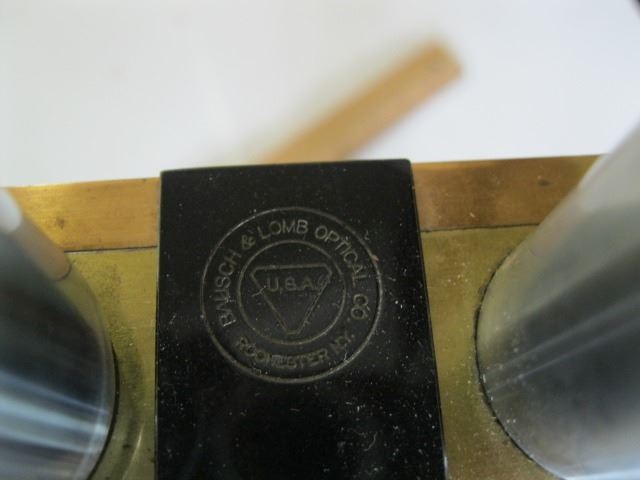 BAUSCH & LOMB OPTICAL CO.
U.S.A.
ROCHESTER N.Y.